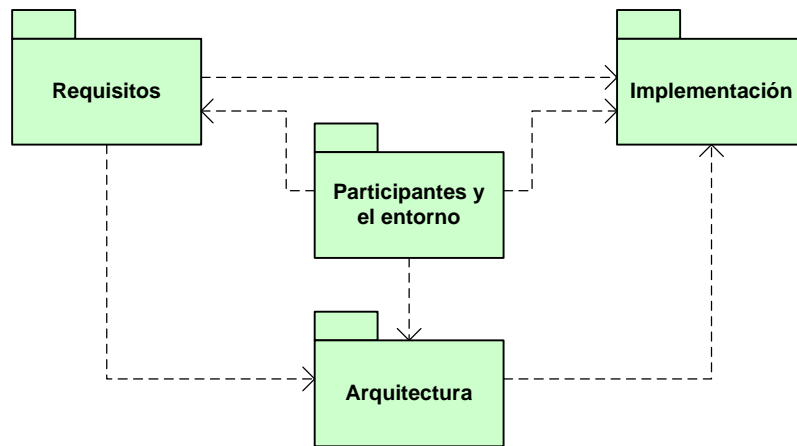 Requisitos
Implementación
Participantes y
el entorno
Arquitectura